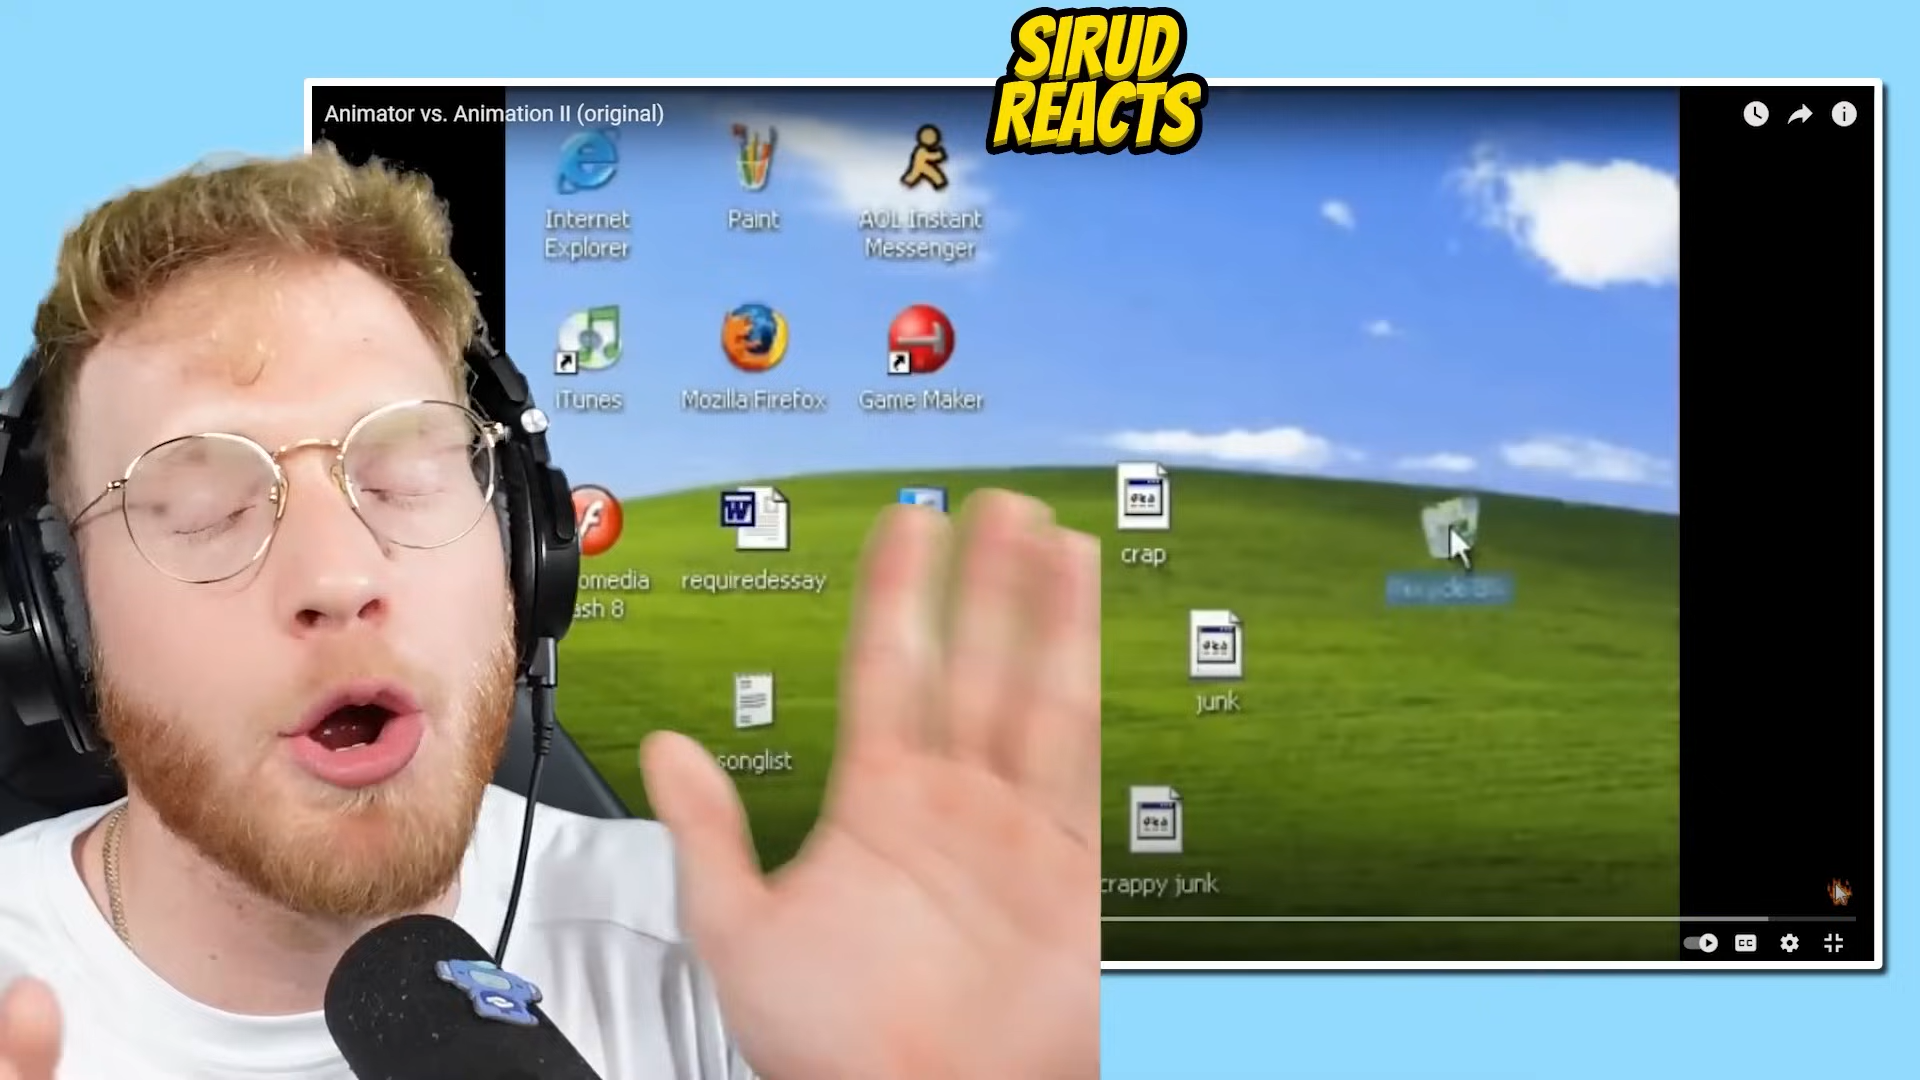 SIRUD
REACTS
Animator vs. Animation II (original)
Internet
Explorer
Paint
AOL Instant
Messenger
iTunes
Mozilla Firefox
Game Maker
omedia
ash 8
requiredessay
crap
junk
songlist
crappy junk
CC